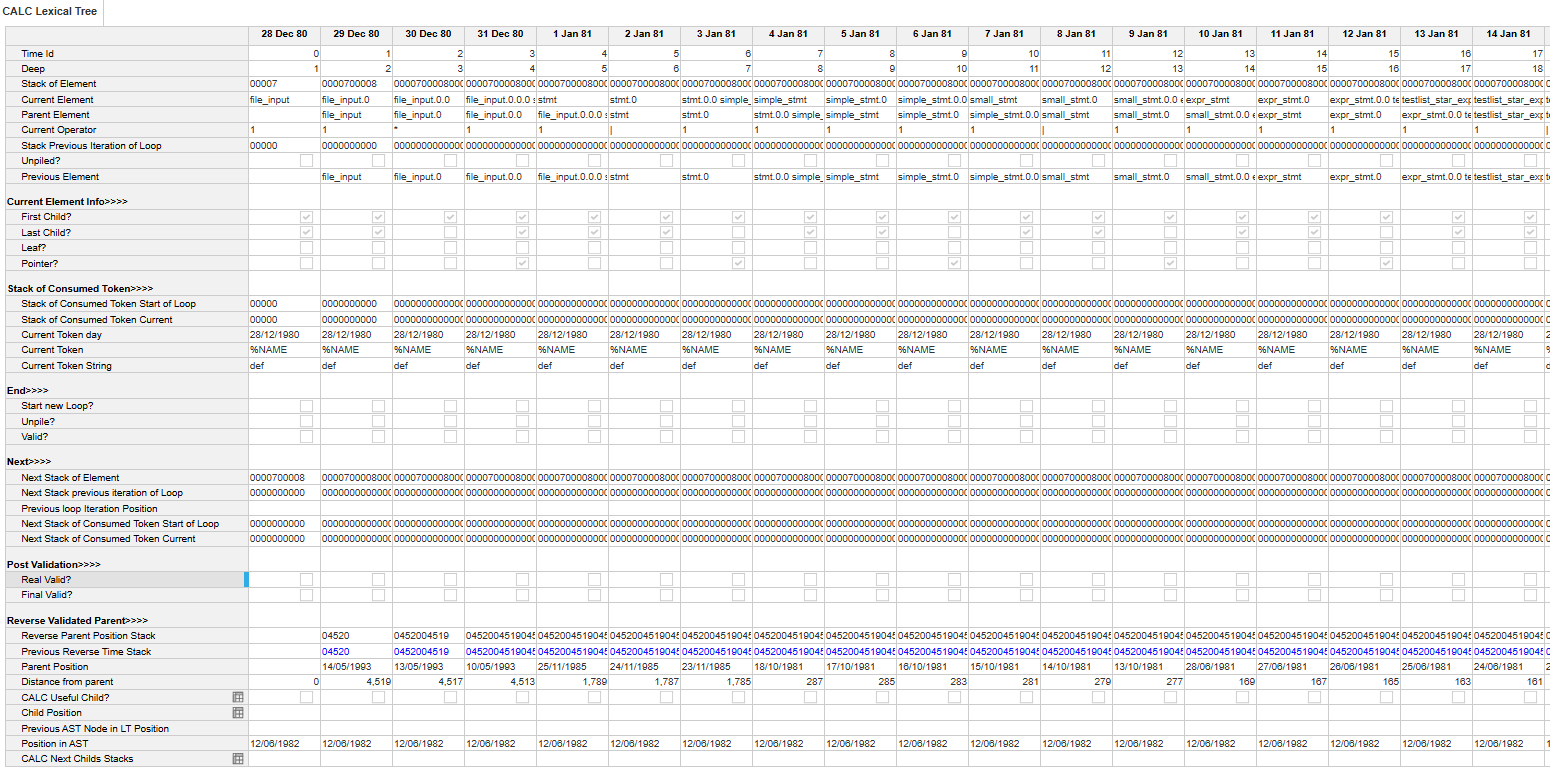 CALC Lexical Tree
28 Dec 80 29 Dec 80 30 Dec 80 31 Dec 80 1 Jan 81 2 Jan 81 3 Jan 81 4 Jan 81 5 Jan 81 6 Jan 81 7 Jan 81 8 Jan 81 9 Jan 81 10 Jan 81 11 Jan 81 12 Jan 81 13 Jan 81 14 Jan 81
Time Id 0 1 2 3 4 5 6 7 8 9 10 11 12 13 14 15 16 17
Deep 1 2 3 4 5 6 7 8 9 10 11 12 13 14 15 16 17 18
Stack of Element 00007 0000700008 000070000800 000070000800 000070000800 000070000800 000070000800 000070000800 000070000800 000070000800 000070000800 000070000800 000070000800 000070000800 000070000800 000070000800 000070000800 000070000800
Current Element file_input file_input.0 file_input.0.0 file_input.0.0.0 stmt stmt.0 stmt.0.0 simple_ simple_stmt simple_stmt.0 simple_stmt.0.0 small_stmt small_stmt.0 small_stmt.0.0 e expr_stmt expr_stmt.0 expr_stmt.0.0 te testlist_star_exp testlist_star_exp
Parent Element file_input file_input.0 file_input.0.0 file_input.0.0.0 stmt stmt.0 stmt.0.0 simple_ simple_stmt simple_stmt.0 simple_stmt.0.0 small_stmt small_stmt.0 small_stmt.0.0 e expr_stmt expr_stmt.0 expr_stmt.0.0 te testlist_star_exp
Current Operator 1 1 * 1 1 | 1 1 1 1 1 | 1 1 1 1 1 1 |
Stack Previous Iteration of Loop 00000 0000000000 000000000000 000000000000 000000000000 000000000000 000000000000 000000000000 000000000000 000000000000 000000000000 000000000000 000000000000 000000000000 000000000000 000000000000 000000000000 000000000000
Unpiled?
Previous Element file_input file_input.0 file_input.0.0 file_input.0.0.0 stmt stmt.0 stmt.0.0 simple_ simple_stmt simple_stmt.0 simple_stmt.0.0 small_stmt small_stmt.0 small_stmt.0.0 e expr_stmt expr_stmt.0 expr_stmt.0.0 te testlist_star_exp
Current Element Info>>>>
First Child?
Last Child?
Leaf?
Pointer?
Stack of Consumed Token>>>>
Stack of Consumed Token Start of Loop 00000 0000000000 000000000000 000000000000 000000000000 000000000000 000000000000 000000000000 000000000000 000000000000 000000000000 000000000000 000000000000 000000000000 000000000000 000000000000 000000000000 000000000000
Stack of Consumed Token Current 00000 0000000000 000000000000 000000000000 000000000000 000000000000 000000000000 000000000000 000000000000 000000000000 000000000000 000000000000 000000000000 000000000000 000000000000 000000000000 000000000000 000000000000
Current Token day 28/12/1980 28/12/1980 28/12/1980 28/12/1980 28/12/1980 28/12/1980 28/12/1980 28/12/1980 28/12/1980 28/12/1980 28/12/1980 28/12/1980 28/12/1980 28/12/1980 28/12/1980 28/12/1980 28/12/1980 28/12/1980
Current Token %NAME %NAME %NAME %NAME %NAME %NAME %NAME %NAME %NAME %NAME %NAME %NAME %NAME %NAME %NAME %NAME %NAME %NAME
Current Token String def def def def def def def def def def def def def def def def def def
End>>>>
Start new Loop?
Unpile?
Valid?
Next>>>>
Next Stack of Element 0000700008 000070000800 000070000800 000070000800 000070000800 000070000800 000070000800 000070000800 000070000800 000070000800 000070000800 000070000800 000070000800 000070000800 000070000800 000070000800 000070000800 000070000800
Next Stack previous iteration of Loop 0000000000 000000000000 000000000000 000000000000 000000000000 000000000000 000000000000 000000000000 000000000000 000000000000 000000000000 000000000000 000000000000 000000000000 000000000000 000000000000 000000000000 000000000000
Previous loop Iteration Position
Next Stack of Consumed Token Start of Loop 0000000000 000000000000 000000000000 000000000000 000000000000 000000000000 000000000000 000000000000 000000000000 000000000000 000000000000 000000000000 000000000000 000000000000 000000000000 000000000000 000000000000 000000000000
Next Stack of Consumed Token Current 0000000000 000000000000 000000000000 000000000000 000000000000 000000000000 000000000000 000000000000 000000000000 000000000000 000000000000 000000000000 000000000000 000000000000 000000000000 000000000000 000000000000 000000000000
Post Validation>>>>
Real Valid?
Final Valid?
Reverse Validated Parent>>>>
Reverse Parent Position Stack 04520 0452004519 045200451904 045200451904 045200451904 045200451904 045200451904 045200451904 045200451904 045200451904 045200451904 045200451904 045200451904 045200451904 045200451904 045200451904 045200451904
Previous Reverse Time Stack 04520 0452004519 045200451904 045200451904 045200451904 045200451904 045200451904 045200451904 045200451904 045200451904 045200451904 045200451904 045200451904 045200451904 045200451904 045200451904 045200451904
Parent Position 14/05/1993 13/05/1993 10/05/1993 25/11/1985 24/11/1985 23/11/1985 18/10/1981 17/10/1981 16/10/1981 15/10/1981 14/10/1981 13/10/1981 28/06/1981 27/06/1981 26/06/1981 25/06/1981 24/06/1981
Distance from parent 0 4,519 4,517 4,513 1,789 1,787 1,785 287 285 283 281 279 277 169 167 165 163 161
CALC Useful Child?
Child Position
Previous AST Node in LT Position
Position in AST 12/06/1982 12/06/1982 12/06/1982 12/06/1982 12/06/1982 12/06/1982 12/06/1982 12/06/1982 12/06/1982 12/06/1982 12/06/1982 12/06/1982 12/06/1982 12/06/1982 12/06/1982 12/06/1982 12/06/1982 12/06/1982
CALC Next Childs Stacks